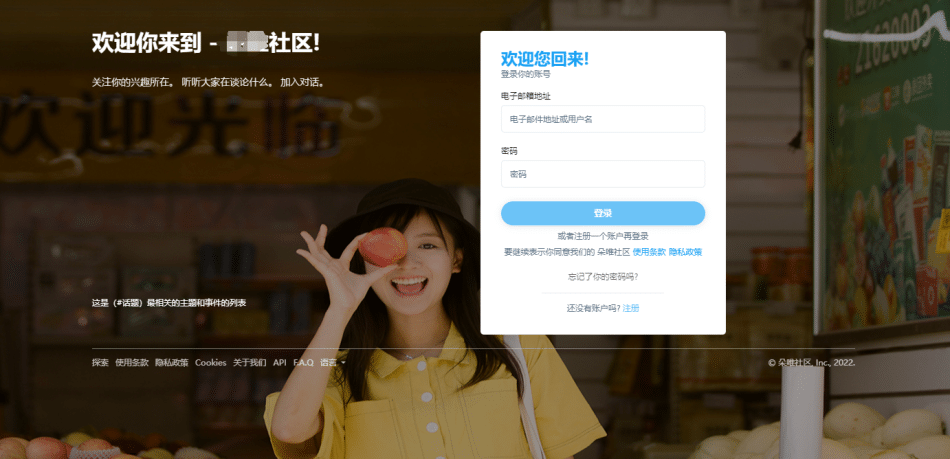 欢迎你来到 - 社区!
关注你的兴趣所在。 听听大家在谈论什么。 加入对话。
欢迎光临
21620003
这是（#话题）最相关的主题和事件的列表
欢迎您回来!
登录你的账号
电子邮箱地址
电子邮件地址或用户名
密码
密码
登录
或者注册一个账户再登录
要继续表示你同意我们的 朵唯社区 使用条款 隐私政策
忘记了你的密码吗?
还没有账户吗? 注册
探索 使用条款 隐私政策 Cookies 关于我们 API F.A.Q 语言
© 朵唯社区, Inc., 2022.